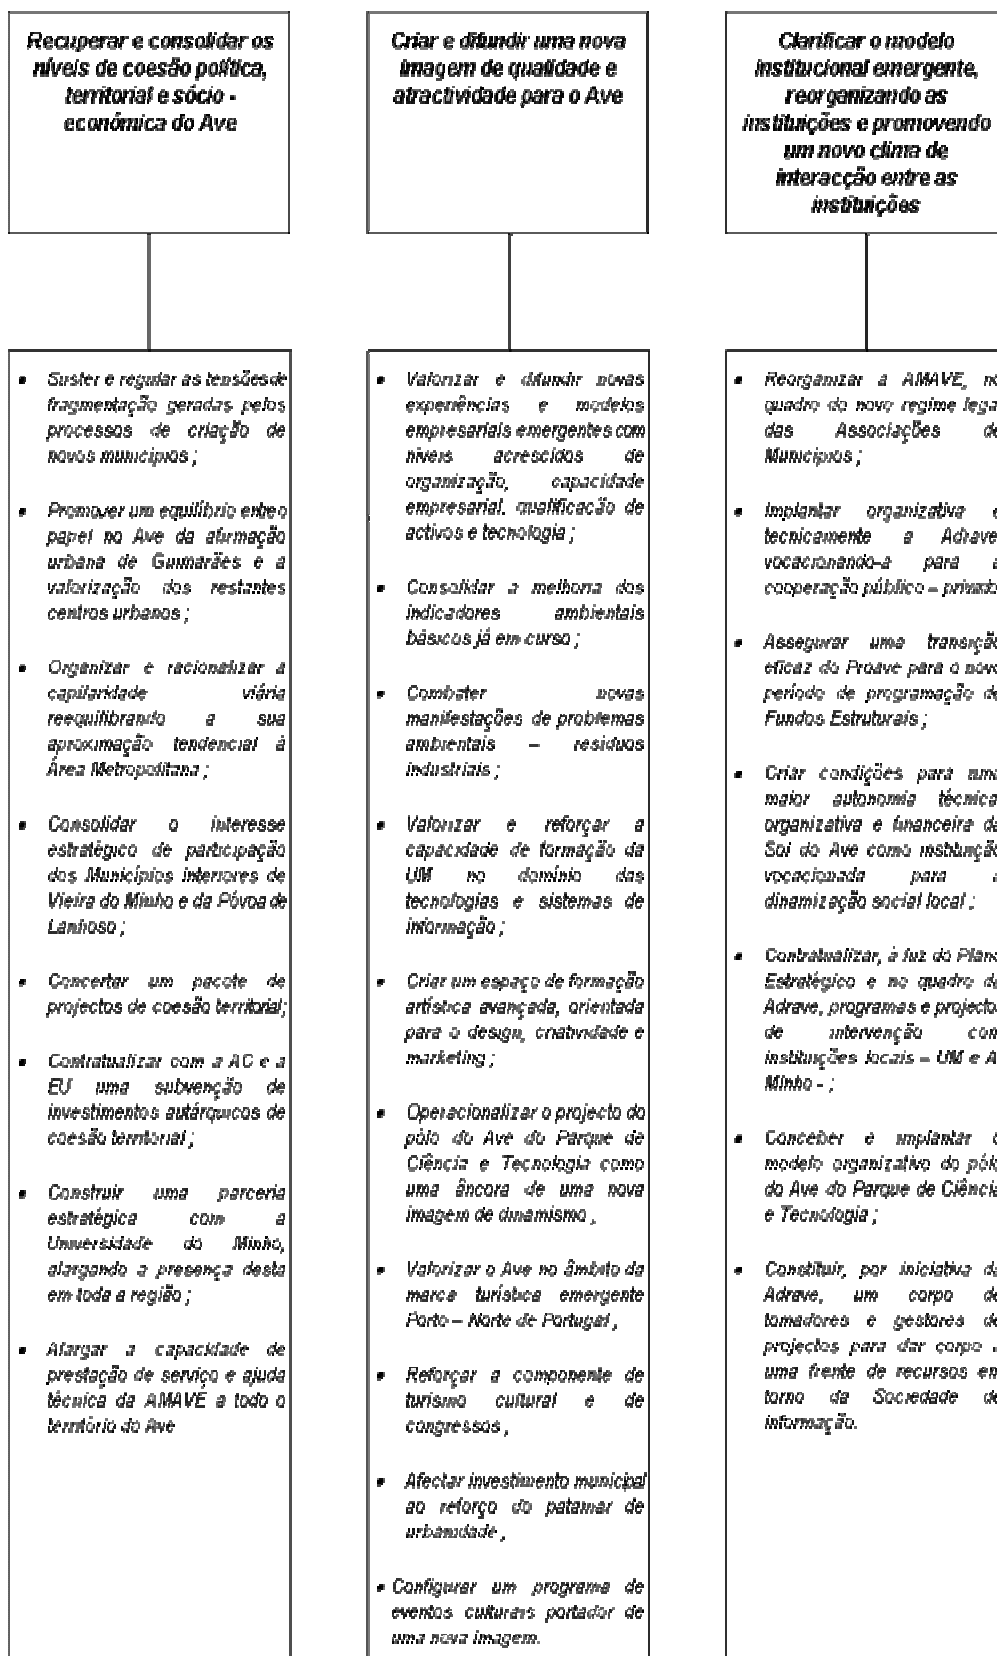 Recuperar e consolidar os
níveis de coesão política,
territorial e sócio -
económica do Ave
Suster e regular as tensões de
fragmentação geradas pelos
processos de criação de
novos municípios ;
Promover um equilíbrio entre o
papel no Ave da afirmação
urbana de Guimarães e a
valorização dos restantes
centros urbanos ;
Organizar e racionalizar a
capilaridade viária
reequilibrando a sua
aproximação tendencial à
Área Metropolitana ;
Consolidar o interesse
estratégico de participação
dos Municípios interiores de
Vieira do Minho e da Póvoa de
Lanhoso ;
Concertar um pacote de
projectos de coesão territorial;
Contratualizar com a AC e a
EU uma subvenção de
investimentos autárquicos de
coesão territorial ;
Construir uma parceria
estratégica com a
Universidade do Minho,
alargando a presença desta
em toda a região ;
Alargar a capacidade de
prestação de serviço e ajuda
técnica da AMAVE a todo o
território do Ave
Criar e difundir uma nova
imagem de qualidade e
atractividade para o Ave
Valorizar e difundir novas
experiências e modelos
empresariais emergentes com
níveis acrescidos de
organização, capacidade
empresarial, qualificação de
activos e tecnologia ;
Consolidar a melhoria dos
indicadores ambientais
básicos já em curso ;
Combater novas
manifestações de problemas
ambientais – resíduos
industriais ;
Valorizar e reforçar a
capacidade de formação da
UM no domínio das
tecnologias e sistemas de
informação ;
Criar um espaço de formação
artística avançada, orientada
para o design, criatividade e
marketing ;
Operacionalizar o projecto do
pólo do Ave do Parque de
Ciência e Tecnologia como
uma âncora de uma nova
imagem de dinamismo ,
Valorizar o Ave no âmbito da
marca turística emergente
Porto – Norte de Portugal ,
Reforçar a componente de
turismo cultural e de
congressos ,
Afectar investimento municipal
ao reforço do patamar de
urbanidade ,
Configurar um programa de
eventos culturais portador de
uma nova imagem.
Clarificar o modelo
institucional emergente,
reorganizando as
instituições e promovendo
um novo clima de
interacção entre as
instituições
Reorganizar a AMAVE, no
quadro do novo regime legal
das Associações de
Municípios ;
Implantar organizativa e
tecnicamente a Adrave
vocacionando-a para a
cooperação público – privado
Assegurar uma transição
eficaz do Proave para o novo
período de programação de
Fundos Estruturais ;
Criar condições para uma
maior autonomia técnica
organizativa e financeira da
Sol do Ave como instituição
vocacionada para a
dinamização social local ;
Contratualizar, à luz do Plano
Estratégico e no quadro da
Adrave, programas e projectos
de intervenção com
instituições locais – UM e A
Minho - ;
Conceber e implantar o
modelo organizativo do pólo
do Ave do Parque de Ciência
e Tecnologia ;
Constituir, por iniciativa da
Adrave, um corpo de
tomadores e gestores de
projectos para dar corpo a
uma frente de recursos em
torno da Sociedade de
informação.